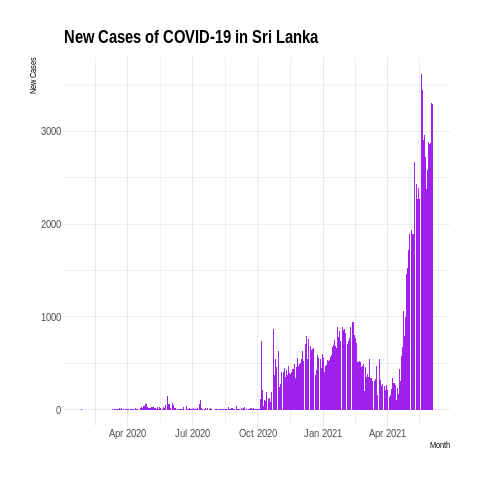 New Cases of COVID-19 in Sri Lanka
New Cases
3000
2000
1000
0
Apr 2020 Jul 2020 Oct 2020 Jan 2021 Apr 2021
Month